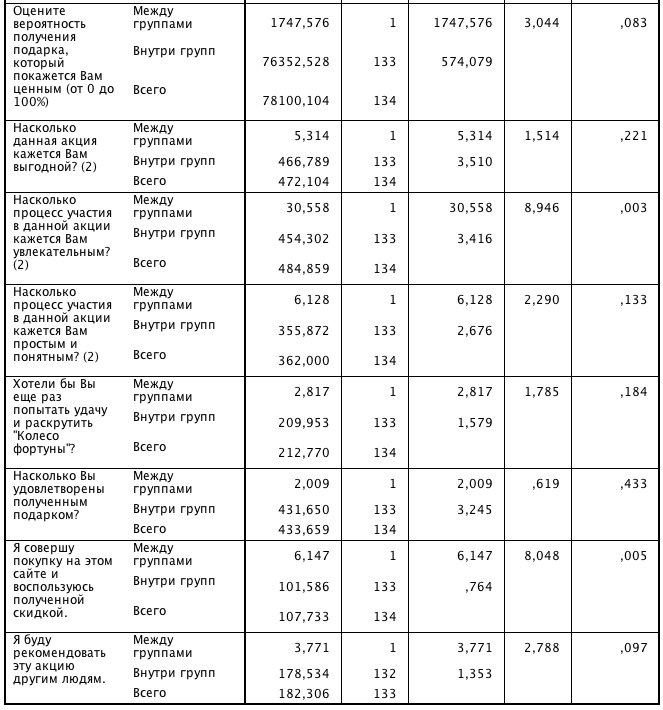 Оцените вероятность получения подарка, который покажется Вам ценным (от 0 до 100%) Между группами 1747,576 1 1747,576 3,044 ,083
Внутри групп 76352,528 133 574,079
Всего 78100,104 134
Насколько данная акция кажется Вам выгодной? (2) Между группами 5,314 1 5,314 1,514 ,221
Внутри групп 466,789 133 3,510
Всего 472,104 134
Насколько процесс участия в данной акции кажется Вам увлекательным? (2) Между группами 30,558 1 30,558 8,946 ,003
Внутри групп 454,302 133 3,416
Всего 484,859 134
Насколько процесс участия в данной акции кажется Вам простым и понятным? (2) Между группами 6,128 1 6,128 2,290 ,133
Внутри групп 355,872 133 2,676
Всего 362,000 134
Хотели бы Вы еще раз попытать удачу и раскрутить "Колесо фортуны"? Между группами 2,817 1 2,817 1,785 ,184
Внутри групп 209,953 133 1,579
Всего 212,770 134
Насколько Вы удовлетворены полученным подарком? Между группами 2,009 1 2,009 ,619 ,433
Внутри групп 431,650 133 3,245
Всего 433,659 134
Я совершу покупку на этом сайте и воспользуюсь полученной скидкой. Между группами 6,147 1 6,147 8,048 ,005
Внутри групп 101,586 133 ,764
Всего 107,733 134
Я буду рекомендовать эту акцию другим людям. Между группами 3,771 1 3,771 2,788 ,097
Внутри групп 178,534 132 1,353
Всего 182,306 133